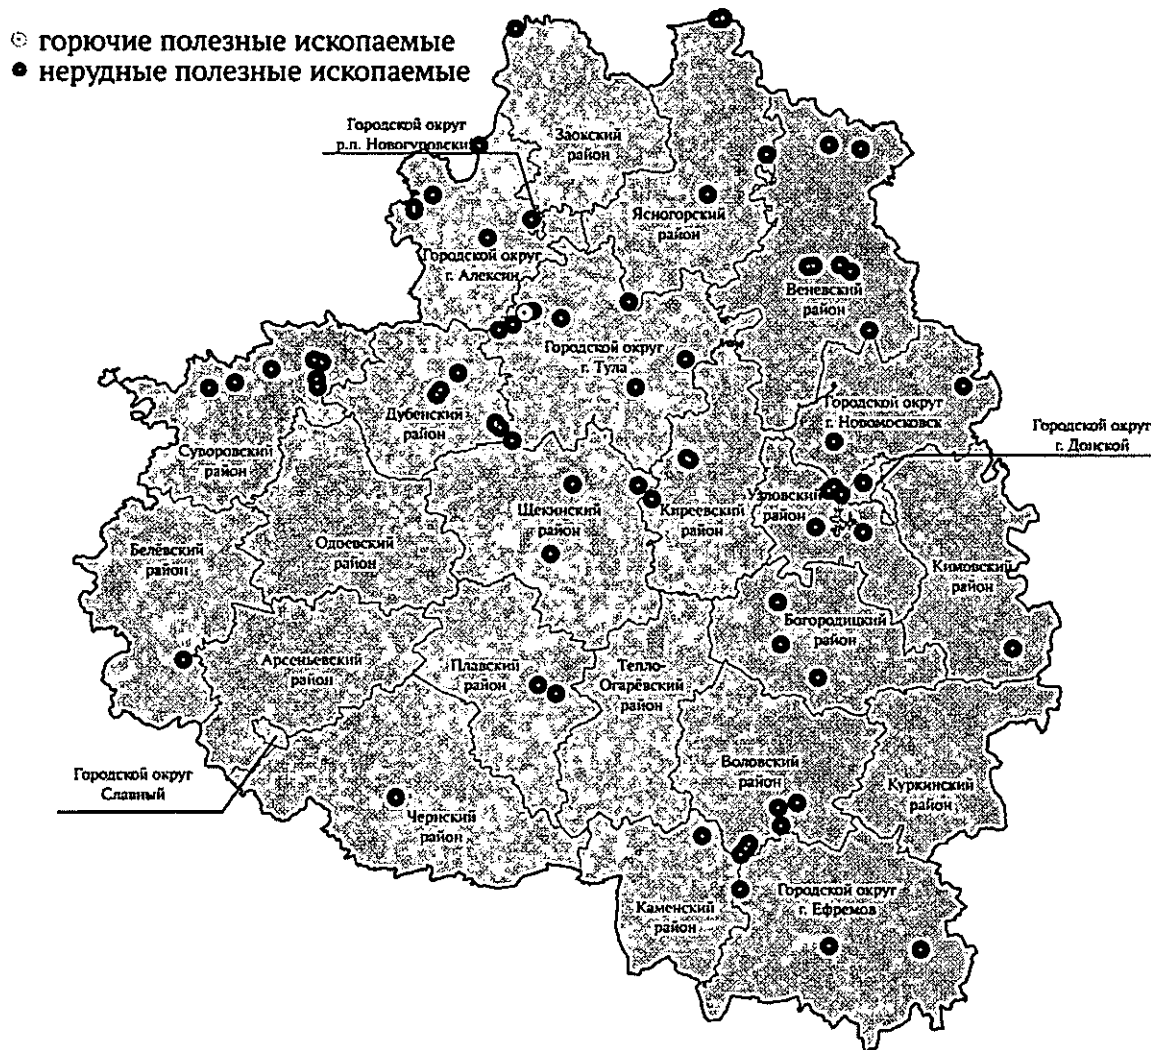 горючие полезные ископаемые
нерудные полезные ископаемые
Городской округ
р.п. Новогуровский
Заокский
район
Ясногорский
район
Городской округ
г. Алексин
Веневский
район
Городской округ
г. Тула
Дубенский
район
Городской округ
г. Новомосковск
Городской округ
г. Донской
Суворовский
район
Узловский
район
Щекинский
район
Киреевский
район
Одоевский
район
Белёвский
район
Кимовский
район
Богородицкий
район
Арсеньевский
район
Плавский
район
Тепло-
Огарёвский
район
Городской округ
Славный
Воловский
район
Куркинский
район
Чернский
район
Каменский
район
Городской округ
г. Ефремов